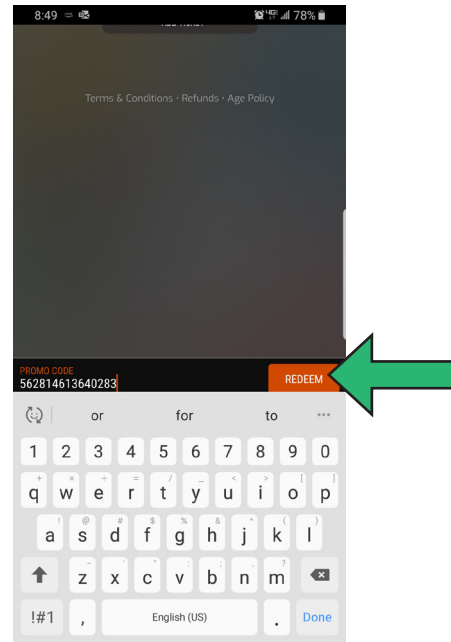 8:49 78%
Terms & Conditions • Refunds • Age Policy
PROMO CODE
562814613640283
REDEEM
or for to ...
1 2 3 4 5 6 7 8 9 0
q w e r t y u i o p
a s d f g h j k l
z x c v b n m
!#1 , English (US) . Done